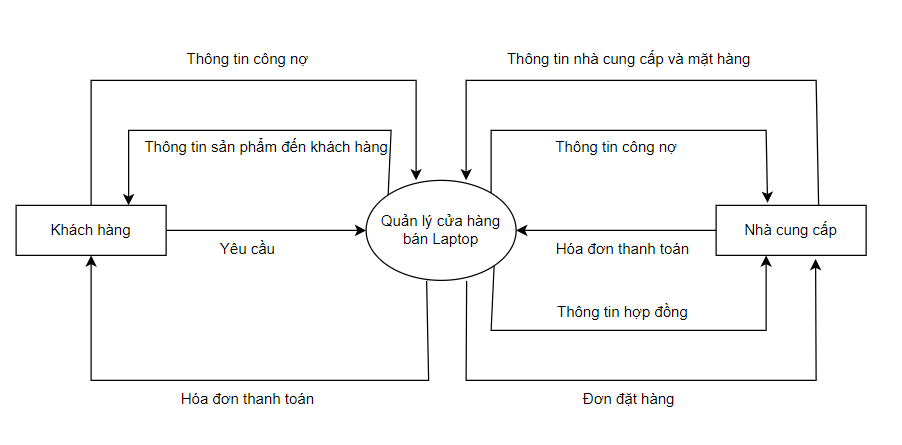 Thông tin công nợ
Thông tin nhà cung cấp và mặt hàng
Thông tin sản phẩm đến khách hàng
Thông tin công nợ
Khách hàng
Quản lý cửa hàng
bán Laptop
Nhà cung cấp
Yêu cầu
Hóa đơn thanh toán
Thông tin hợp đồng
Hóa đơn thanh toán
Đơn đặt hàng